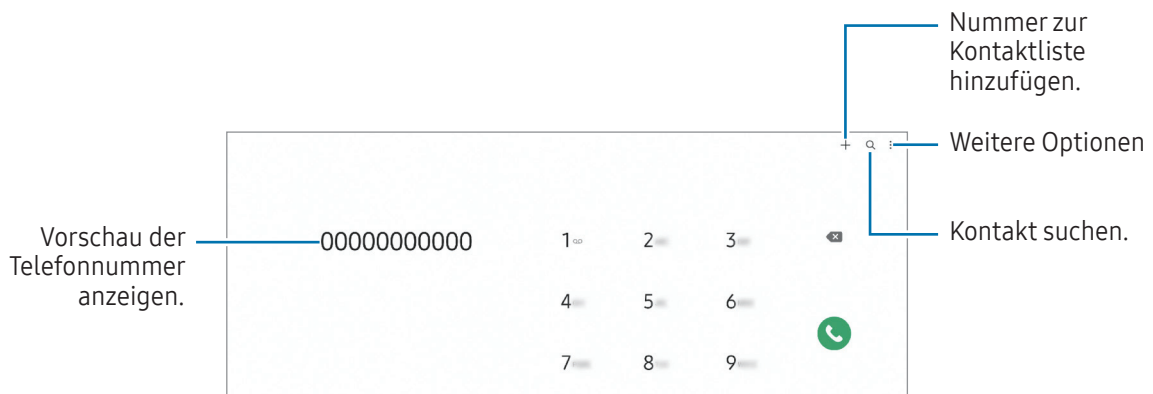 Nummer zur
Kontaktliste
hinzufügen.
Weitere Optionen
Vorschau der
Telefonnummer
anzeigen.
00000000000
1 2 3
Kontakt suchen.
4 5 6
7 8 9